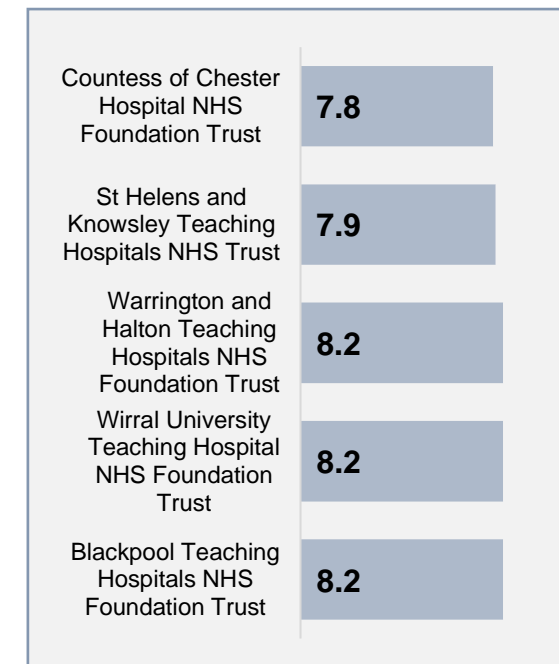 Countess of Chester
Hospital NHS
Foundation Trust
7.8
St Helens and
Knowsley Teaching
Hospitals NHS Trust
7.9
Warrington and
Halton Teaching
Hospitals NHS
Foundation Trust
8.2
Wirral University
Teaching Hospital
NHS Foundation
Trust
8.2
Blackpool Teaching
Hospitals NHS
Foundation Trust
8.2